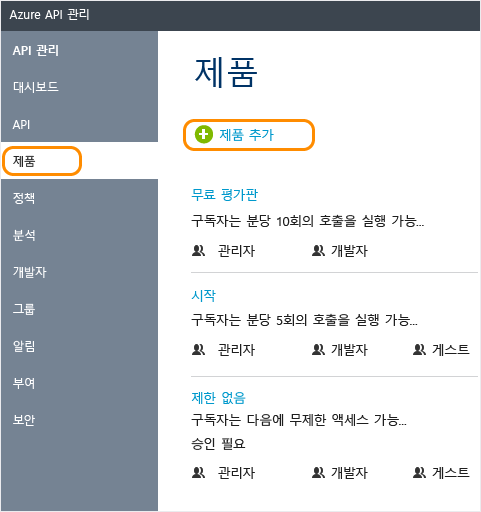 Azure API 관리
API 관리
대시보드
API
제품
정책
분석
개발자
그룹
알림
부여
보안
제품
제품 추가
무료 평가판
구독자는 분당 10회의 호출을 실행 가능...
관리자 개발자
시작
구독자는 분당 5회의 호출을 실행 가능...
관리자 개발자 게스트
제한 없음
구독자는 다음에 무제한 액세스 가능...
승인 필요
관리자 개발자 게스트